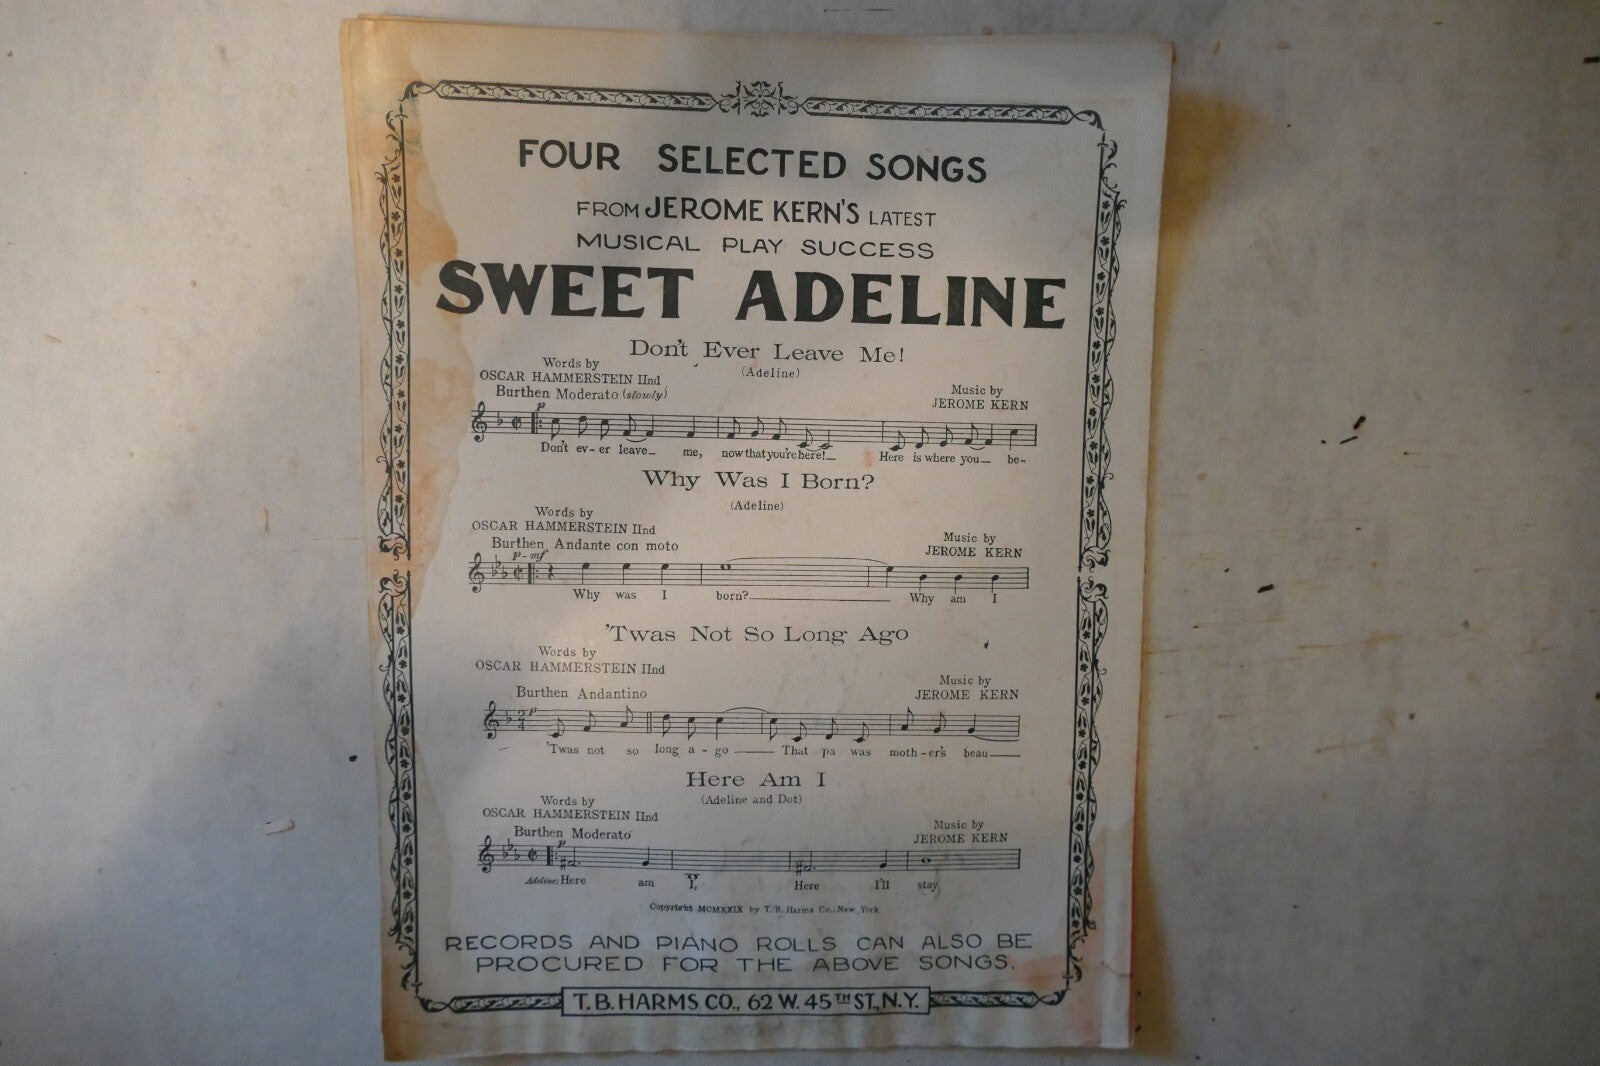 FOUR SELECTED SONGS
FROM JEROME KERN'S LATEST
MUSICAL PLAY SUCCESS
SWEET ADELINE
Don't Ever Leave Me!
(Adeline)
Words by
OSCAR HAMMERSTEIN IInd
Music by
JEROME KERN
Burthen Moderato (slowly)
p
Don't ev-er leave_ me, now that you're here!_ Here is where you_ be-
Why Was I Born?
(Adeline)
Words by
OSCAR HAMMERSTEIN IInd
Music by
JEROME KERN
Burthen Andante con moto
p-mf
Why was I born?_ Why am I
'Twas Not So Long Ago
Words by
OSCAR HAMMERSTEIN IInd
Music by
JEROME KERN
Burthen Andantino
2/4 p
'Twas not so long a-go_ That pa was moth-er's beau_
Here Am I
(Adeline and Dot)
Words by
OSCAR HAMMERSTEIN IInd
Music by
JEROME KERN
Burthen Moderato
p
Adeline: Here am I, Here I'll stay
Copyright MCMXXIX by T. B. Harms Co., New York
RECORDS AND PIANO ROLLS CAN ALSO BE
PROCURED FOR THE ABOVE SONGS.
T. B. HARMS CO., 62 W. 45TH ST., N.Y.